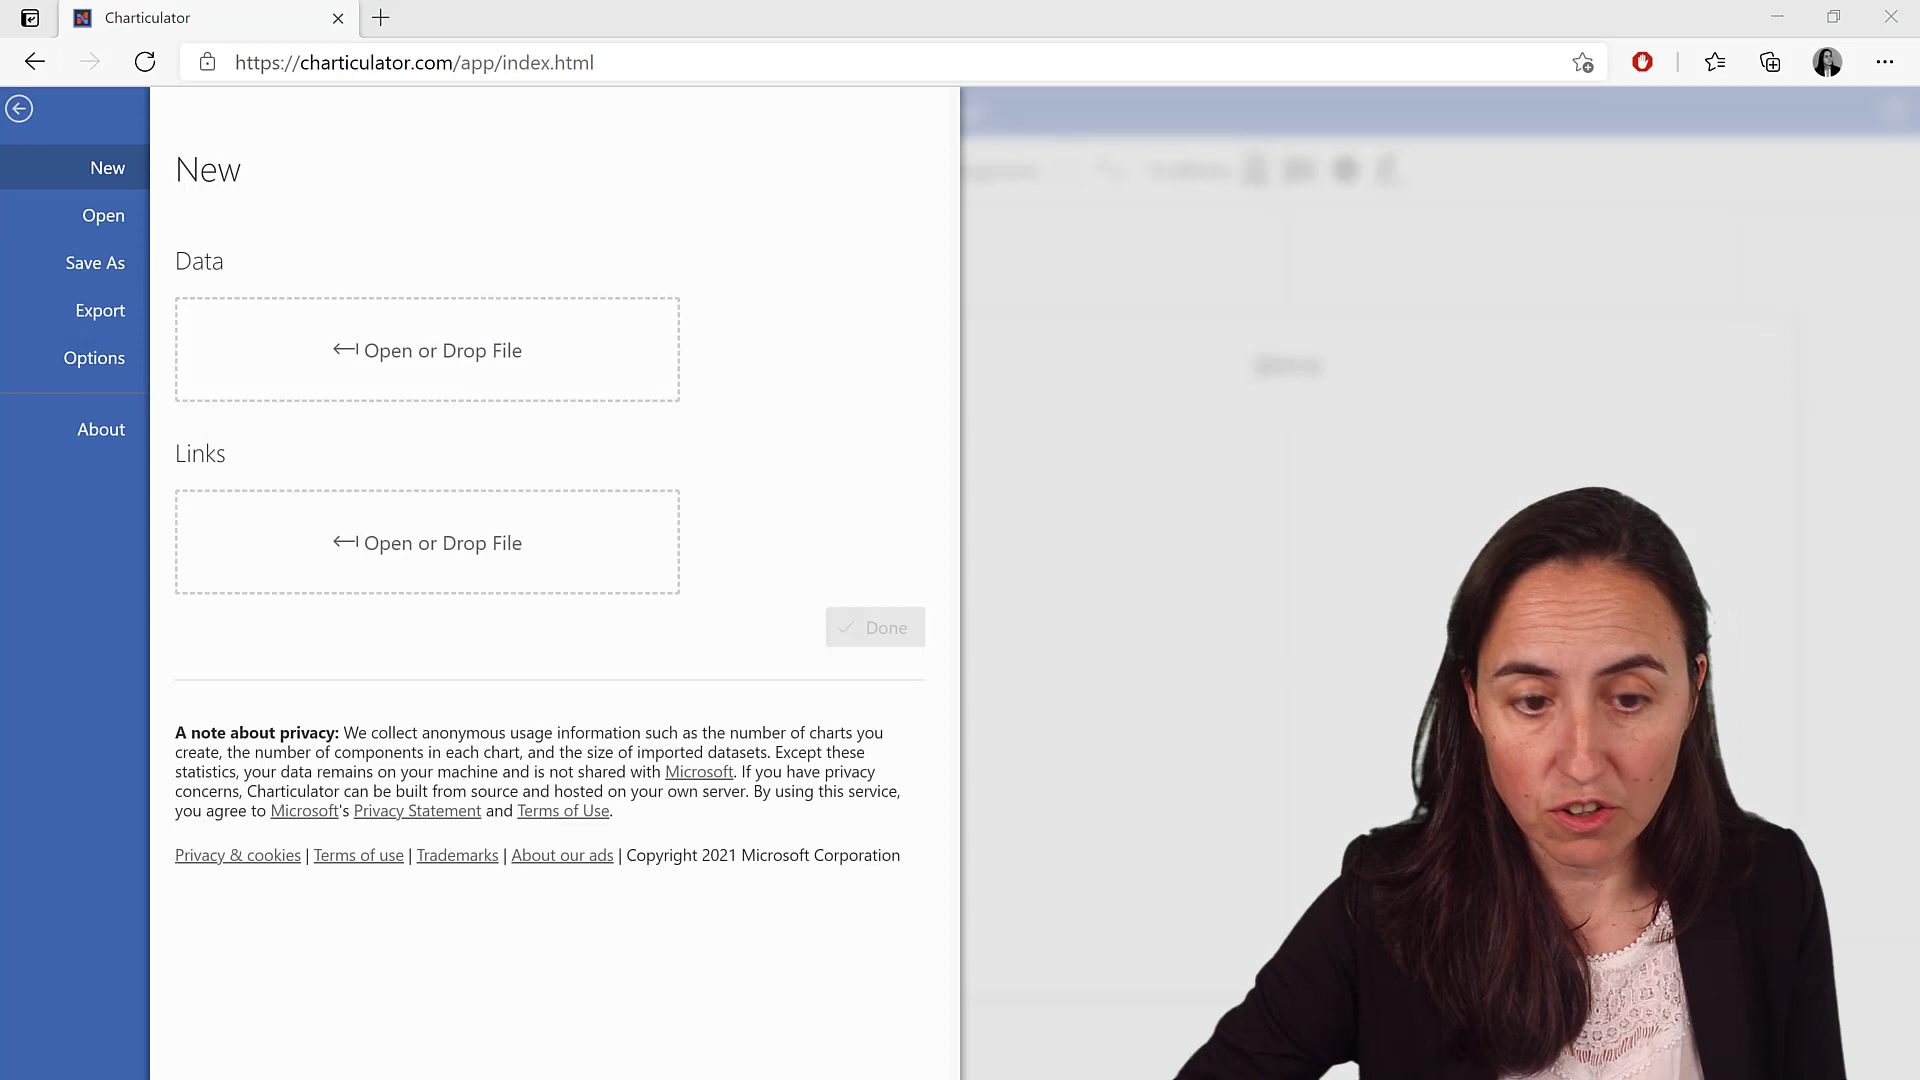 Charticulator
https://charticulator.com/app/index.html
New
Open
Save As
Export
Options
About
New
Data
Open or Drop File
Links
Open or Drop File
Done
A note about privacy: We collect anonymous usage information such as the number of charts you
create, the number of components in each chart, and the size of imported datasets. Except these
statistics, your data remains on your machine and is not shared with Microsoft. If you have privacy
concerns, Charticulator can be built from source and hosted on your own server. By using this service,
you agree to Microsoft's Privacy Statement and Terms of Use.
Privacy & cookies | Terms of use | Trademarks | About our ads | Copyright 2021 Microsoft Corporation